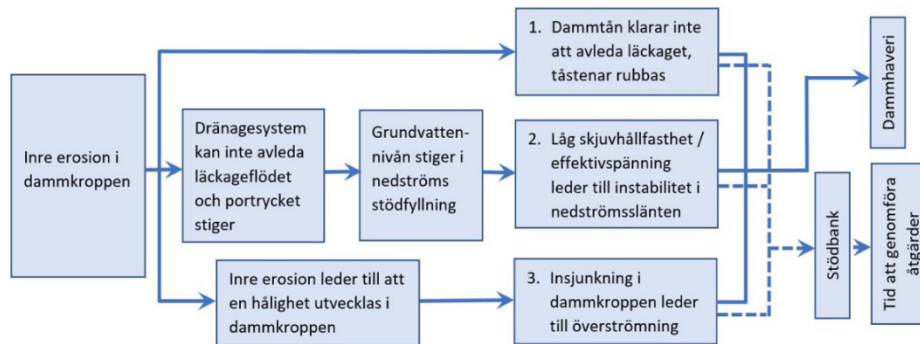 Inre erosion i
dammkroppen
Dränagesystem
kan inte avleda
läckageflödet
och portrycket
stiger
Grundvatten-
nivån stiger i
nedströms
stödfyllning
Inre erosion leder till att
en hålighet utvecklas i
dammkroppen
1. Dammtån klarar inte
att avleda läckaget,
tåstenar rubbas
2. Låg skjuvhållfasthet /
effektivspänning
leder till instabilitet i
nedströmsslänten
3. Insjunkning i
dammkroppen leder
till överströmning
Dammhaveri
Stödbank
Tid att genomföra
åtgärder